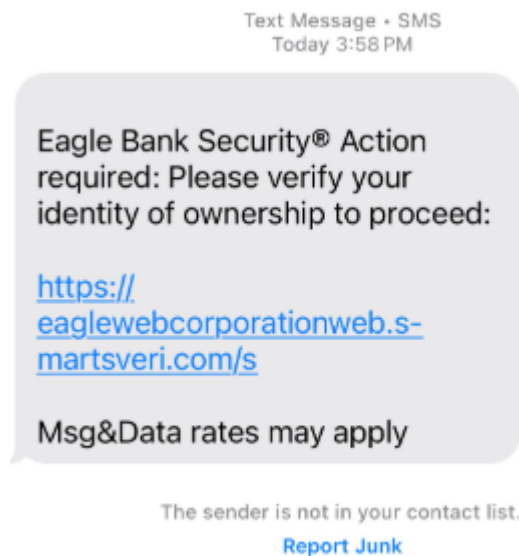 Text Message • SMS
Today 3:58 PM
Eagle Bank Security® Action
required: Please verify your
identity of ownership to proceed:
https://
eaglewebcorporationweb.s-
martsveri.com/s
Msg&Data rates may apply
The sender is not in your contact list.
Report Junk